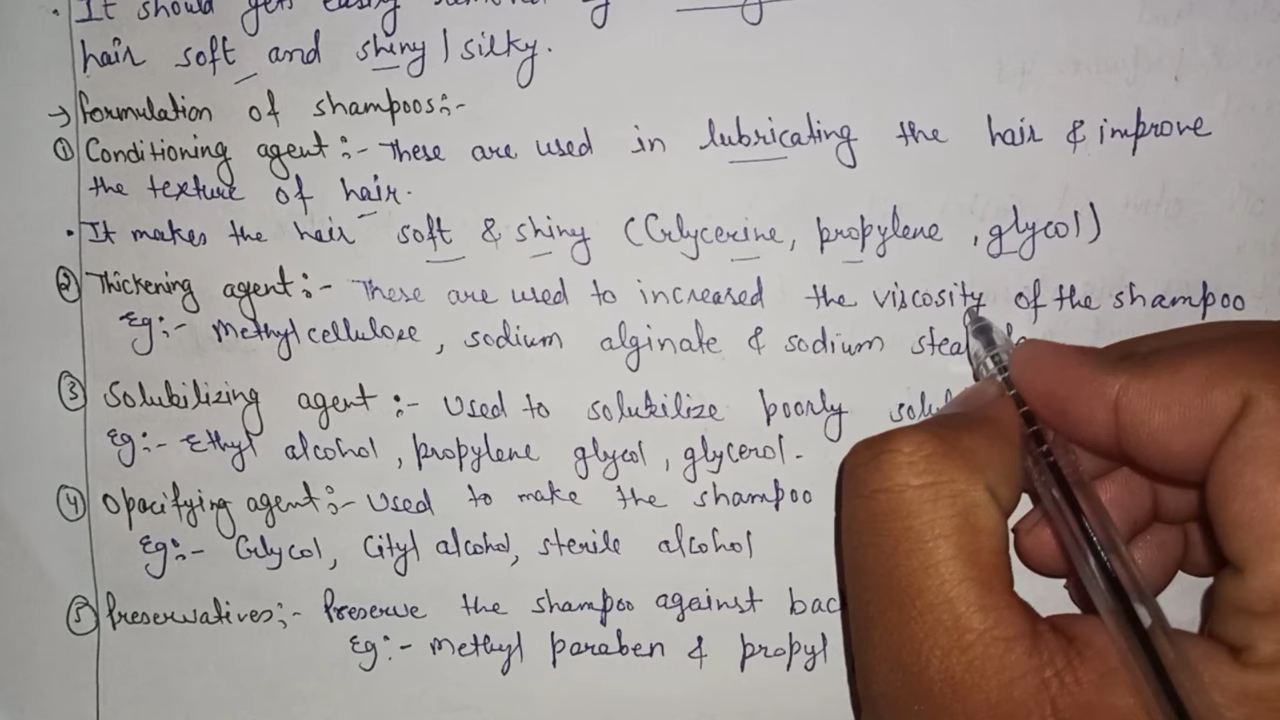 • It should gets easily
hair soft and shiny | silky.
→ formulation of shampoos:-
① Conditioning agent :- These are used in lubricating the hair & improve
the texture of hair.
• It makes the hair soft & shiny (Glycerine, propylene, glycol)
② Thickening agent :- These are used to increased the viscosity of the shampoo
Eg:- Methyl cellulose, sodium alginate & sodium
③ Solubilizing agent :- Used to solubilize poorly
Eg:- Ethyl alcohol, propylene glycol, glycerol.
④ Opacifying agent :- Used to make the shampoo
Eg:- Glycol, Cityl alcohol, sterile alcohol
⑤ Preservatives :- Preserve the shampoo against
Eg:- Methyl paraben & propyl